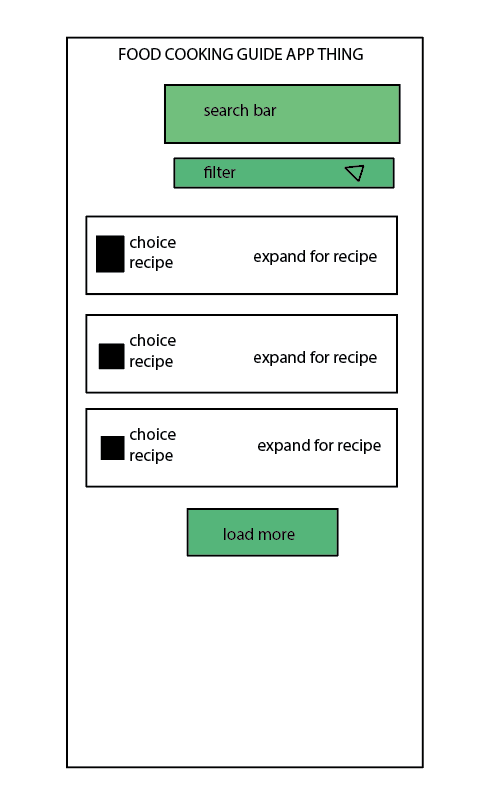 FOOD COOKING GUIDE APP THING
search bar
filter
choice
recipe
expand for recipe
choice
recipe
expand for recipe
choice
recipe
expand for recipe
load more